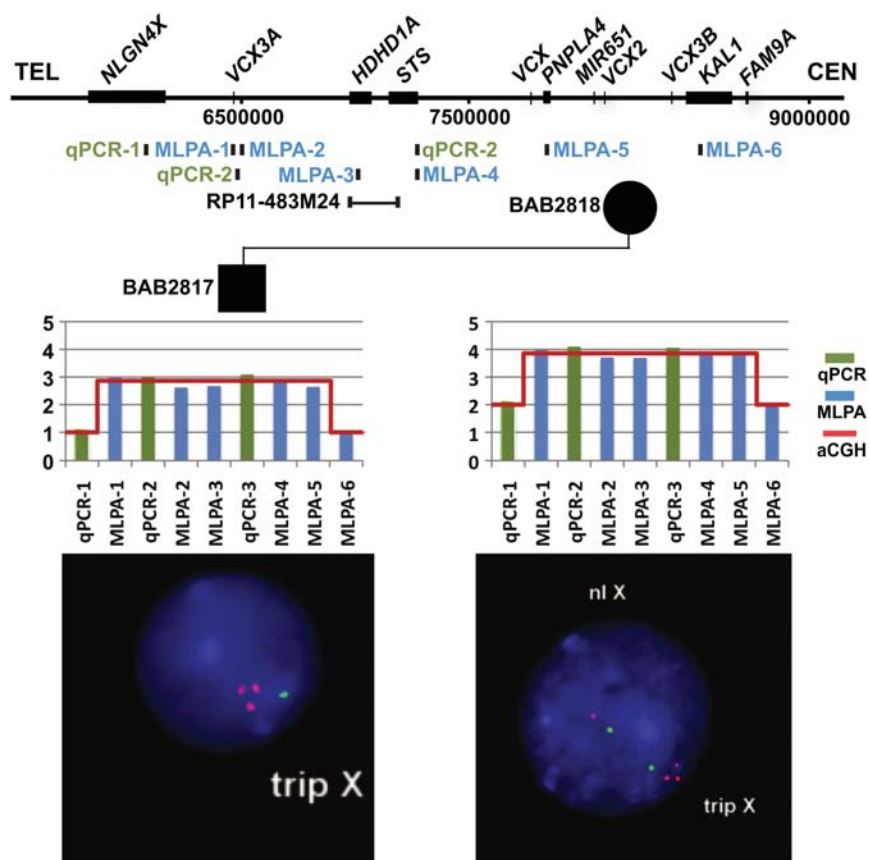 NLGN4X VCX3A HDHD1A STS VCX PNPLA4 MIR651 VCX2 VCX3B KAL1 FAM9A
TEL CEN
6500000 7500000 9000000
qPCR-1 MLPA-1 MLPA-2 qPCR-2 MLPA-5 MLPA-6
qPCR-2 MLPA-3 MLPA-4
RP11-483M24 BAB2818
BAB2817
5
4
3
2
1
0
qPCR-1 MLPA-1 qPCR-2 MLPA-2 MLPA-3 qPCR-3 MLPA-4 MLPA-5 MLPA-6
5
4
3
2
1
0
qPCR-1 MLPA-1 qPCR-2 MLPA-2 MLPA-3 qPCR-3 MLPA-4 MLPA-5 MLPA-6
qPCR
MLPA
aCGH
trip X
nl X
trip X